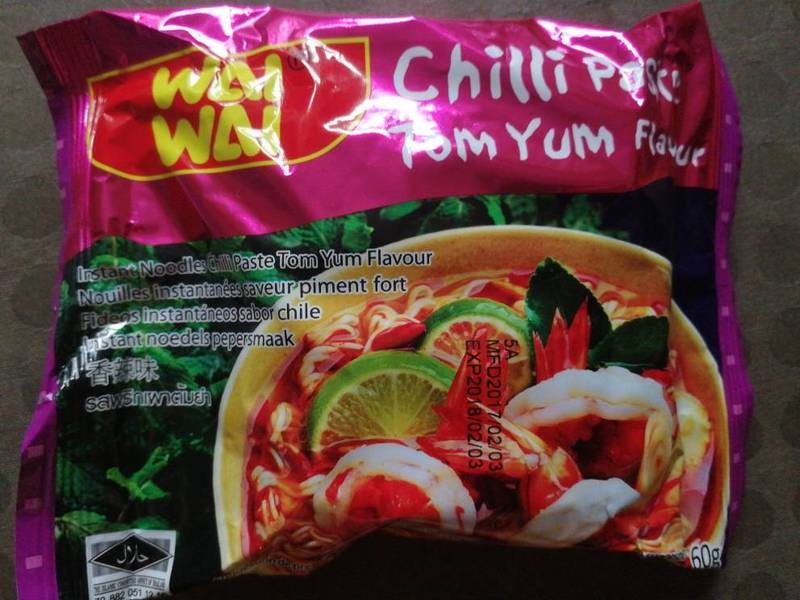 WAI
WAI
®
Chilli Paste
Tom Yum Flavour
Instant Noodles Chilli Paste Tom Yum Flavour
Nouilles instantanées saveur piment fort
Fideos instantáneos sabor chile
Instant noedels pepersmaak
香辣味
รสพริกเผาต้มยำ
5A
MFD2017/02/03
EXP2018/02/03
حلال
60g